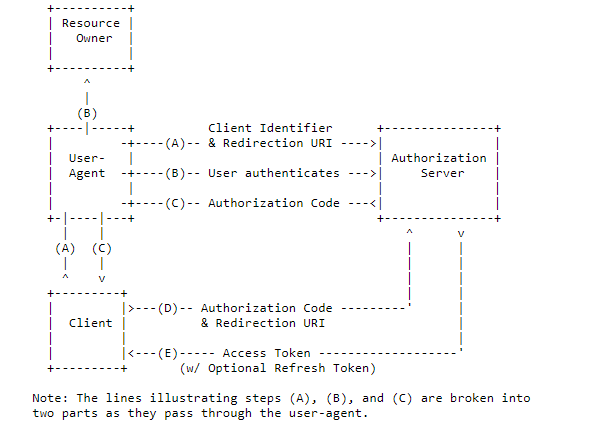 Resource
Owner
(B)
Client Identifier
(A)-- & Redirection URI
User-
Agent
(B)-- User authenticates
Authorization
Server
(C)-- Authorization Code
(A) (C)
Client
(D)-- Authorization Code
& Redirection URI
(E)----- Access Token
(w/ Optional Refresh Token)
Note: The lines illustrating steps (A), (B), and (C) are broken into
two parts as they pass through the user-agent.